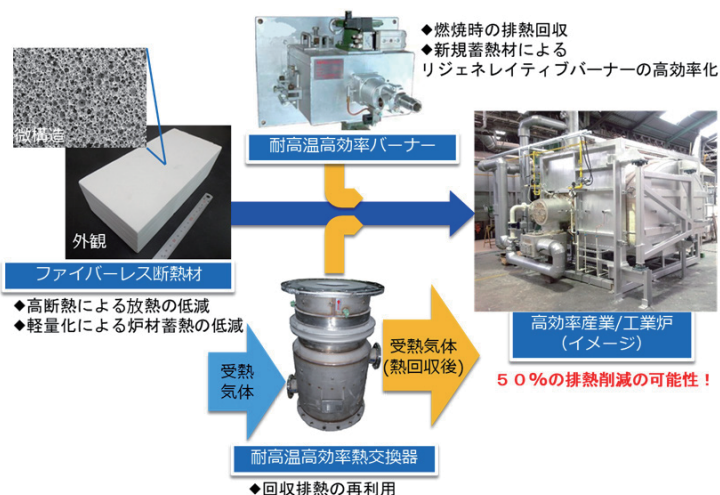 微構造
外観
ファイバーレス断熱材
◆高断熱による放熱の低減
◆軽量化による炉材蓄熱の低減
◆燃焼時の排熱回収
◆新規蓄熱材による
リジェネレイティブバーナーの高効率化
耐高温高効率バーナー
受熱
気体
受熱気体
(熱回収後)
耐高温高効率熱交換器
◆回収排熱の再利用
高効率産業/工業炉
(イメージ)
５０%の排熱削減の可能性！